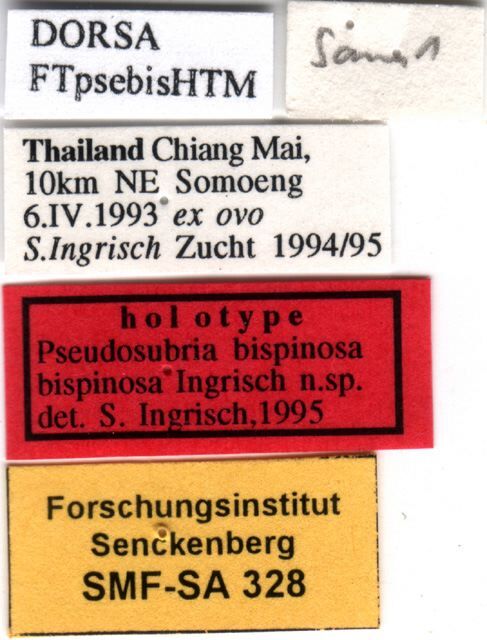 DORSA
FTpsebisHTM
Thailand Chiang Mai,
10km NE Somoeng
6.IV.1993 ex ovo
S.Ingrisch Zucht 1994/95
holotype
Pseudosubria bispinosa
bispinosa Ingrisch n.sp.
det. S. Ingrisch,1995
Forschungsinstitut
Senckenberg
SMF-SA 328